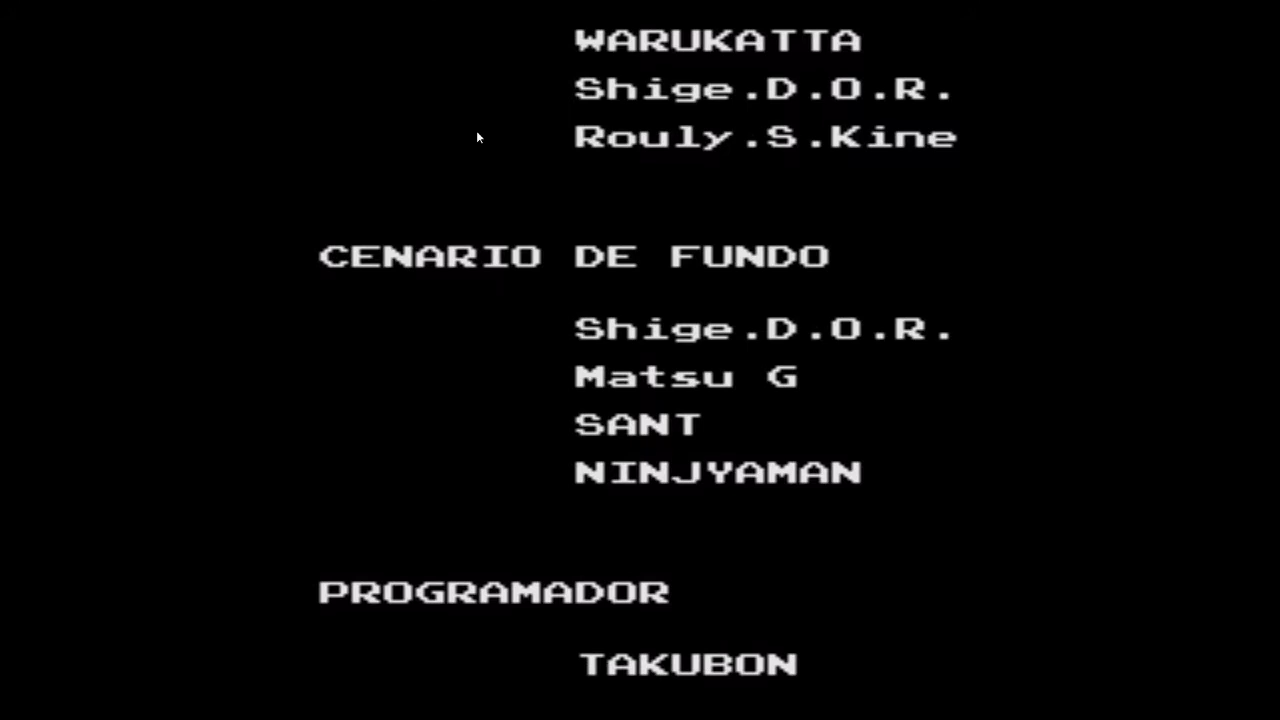 WARUKATTA
Shige.D.O.R.
Rouly.S.Kine
CENARIO DE FUNDO
Shige.D.O.R.
Matsu G
SANT
NINJYAMAN
PROGRAMADOR
TAKUBON